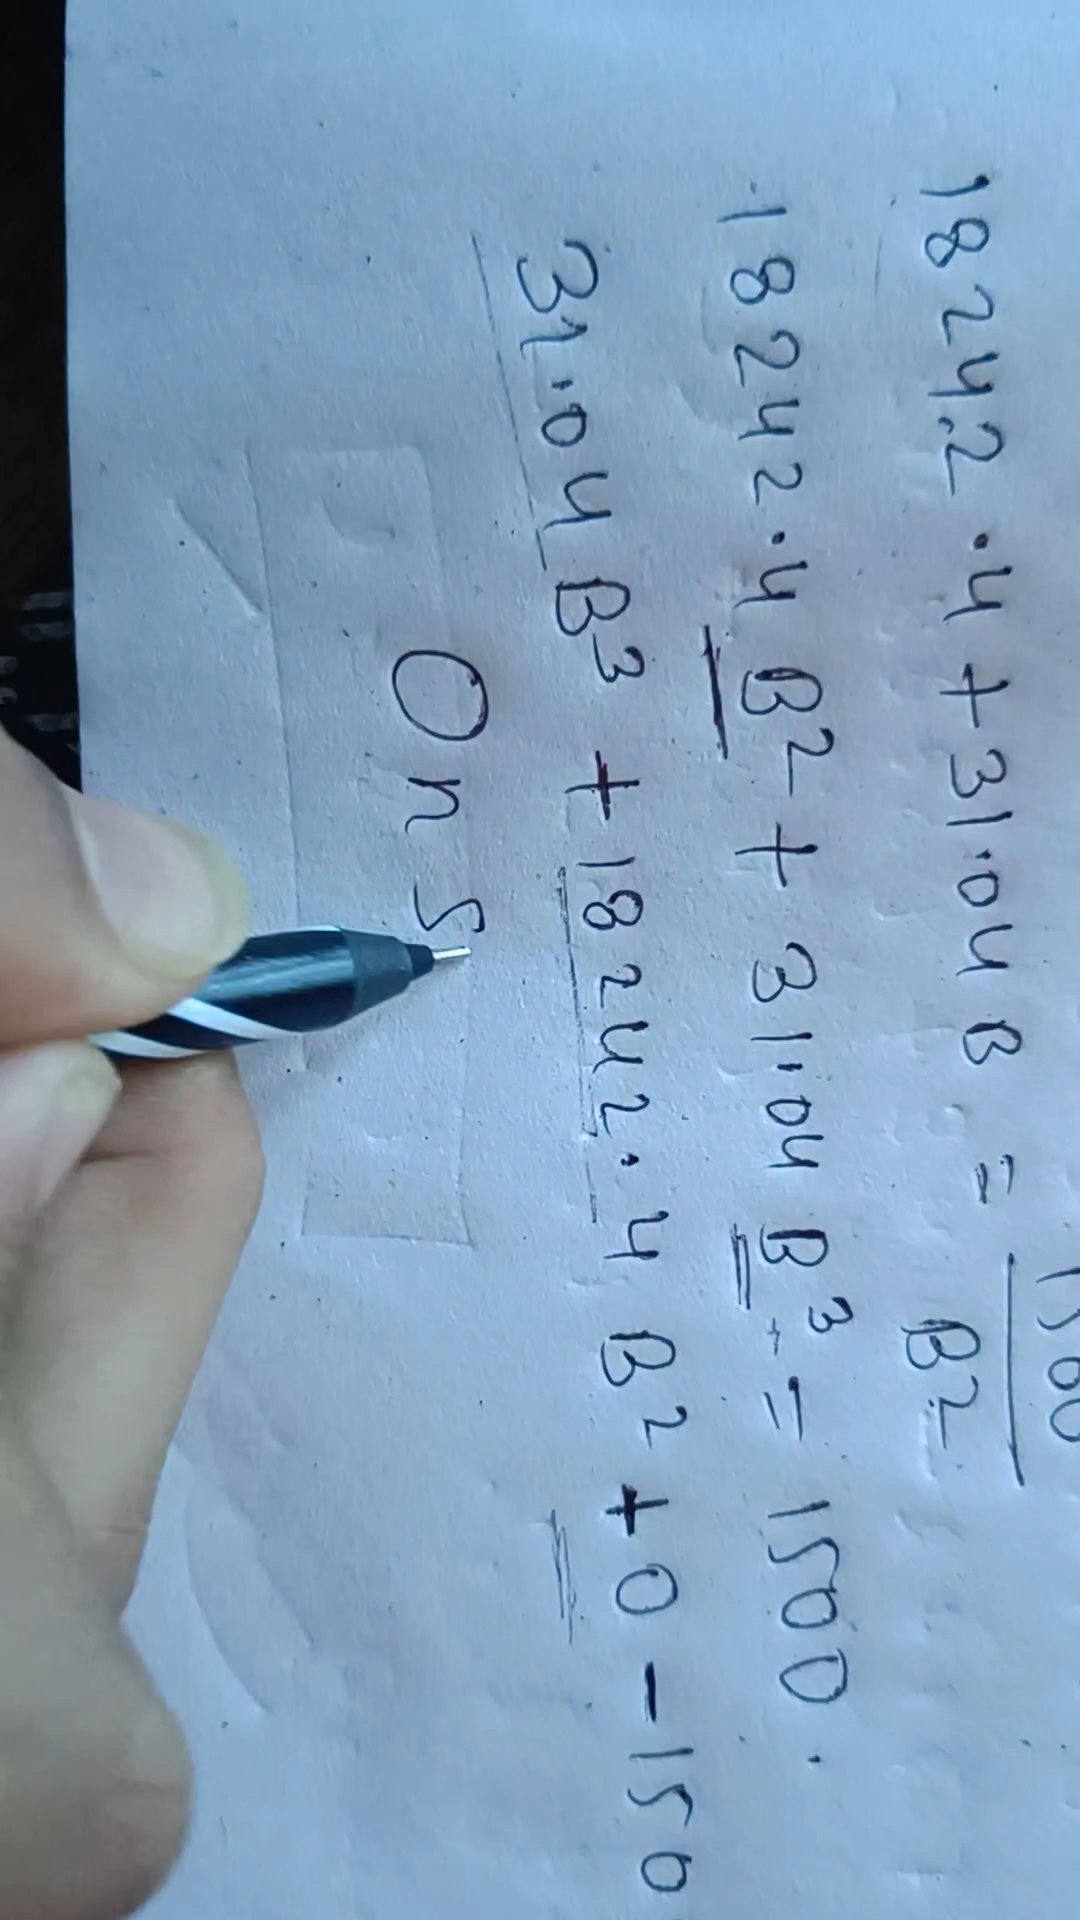 18242.4 + 31.04 B = 1500 / B2
18242.4 B² + 31.04 B³ = 1500.
31.04 B³ + 18242.4 B² + 0 - 150
Ons